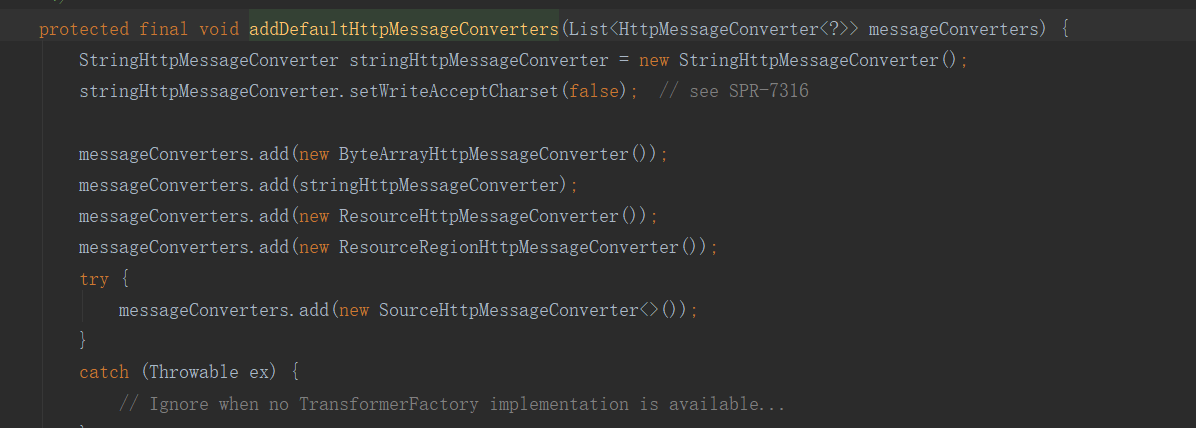 protected final void addDefaultHttpMessageConverters(List<HttpMessageConverter<?>> messageConverters) {
StringHttpMessageConverter stringHttpMessageConverter = new StringHttpMessageConverter();
stringHttpMessageConverter.setWriteAcceptCharset(false);  // see SPR-7316
messageConverters.add(new ByteArrayHttpMessageConverter());
messageConverters.add(stringHttpMessageConverter);
messageConverters.add(new ResourceHttpMessageConverter());
messageConverters.add(new ResourceRegionHttpMessageConverter());
try {
messageConverters.add(new SourceHttpMessageConverter<>());
}
catch (Throwable ex) {
// Ignore when no TransformerFactory implementation is available...